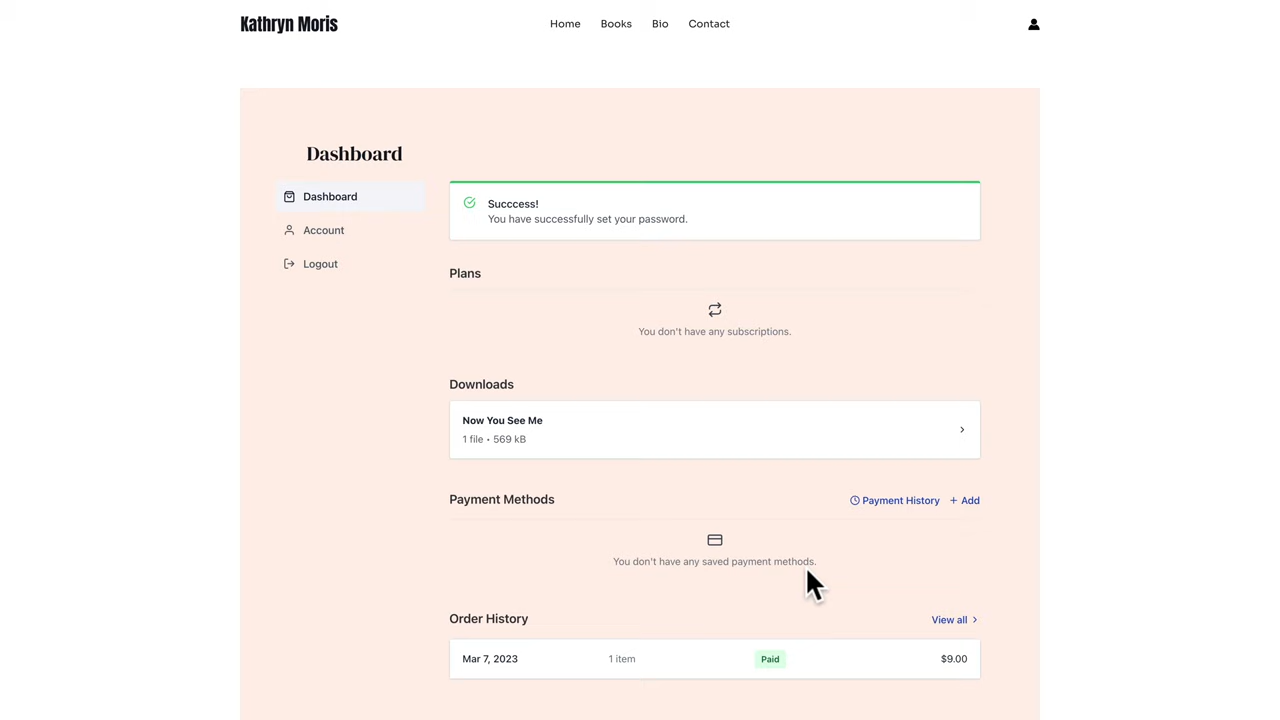 Kathryn Moris
Home Books Bio Contact
Dashboard
Dashboard
Account
Logout
Succcess!
You have successfully set your password.
Plans
You don't have any subscriptions.
Downloads
Now You See Me
1 file • 569 kB
Payment Methods
Payment History + Add
You don't have any saved payment methods.
Order History
View all
Mar 7, 2023 1 item Paid $9.00